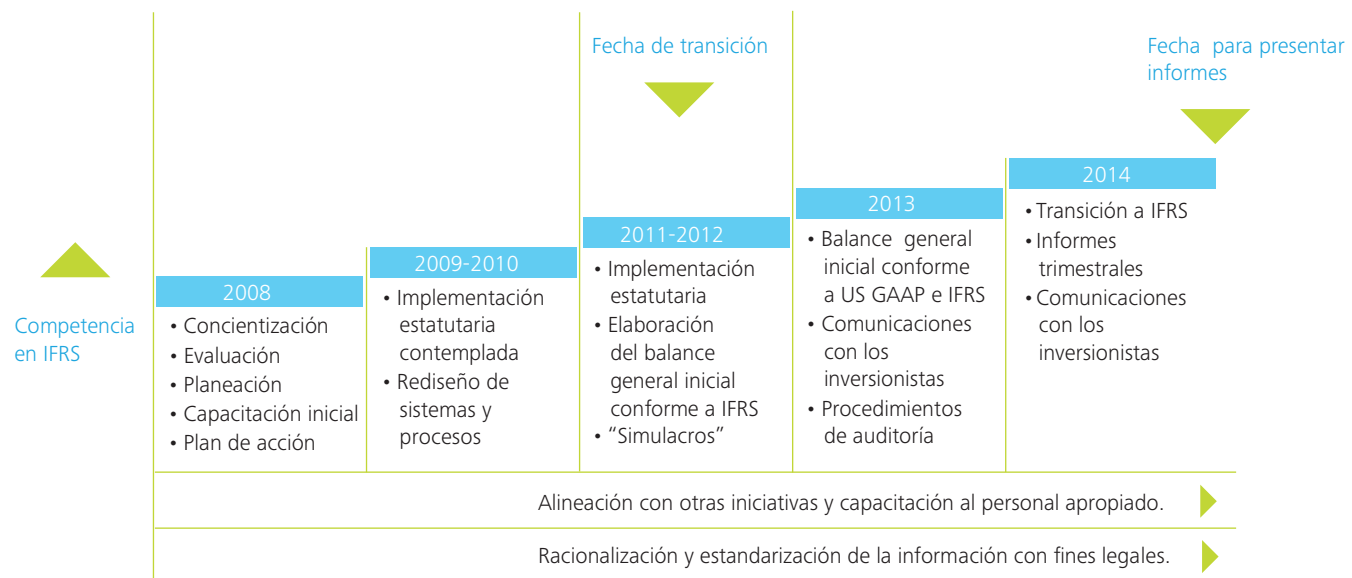 Fecha de transición
Fecha para presentar
informes
Competencia
en IFRS
2008
• Concientización
• Evaluación
• Planeación
• Capacitación inicial
• Plan de acción
2009-2010
• Implementación
estatutaria
contemplada
• Rediseño de
sistemas y
procesos
2011-2012
• Implementación
estatutaria
• Elaboración
del balance
general inicial
conforme a IFRS
• “Simulacros”
2013
• Balance general
inicial conforme
a US GAAP e IFRS
• Comunicaciones
con los
inversionistas
• Procedimientos
de auditoría
2014
• Transición a IFRS
• Informes
trimestrales
• Comunicaciones
con los
inversionistas
Alineación con otras iniciativas y capacitación al personal apropiado.
Racionalización y estandarización de la información con fines legales.